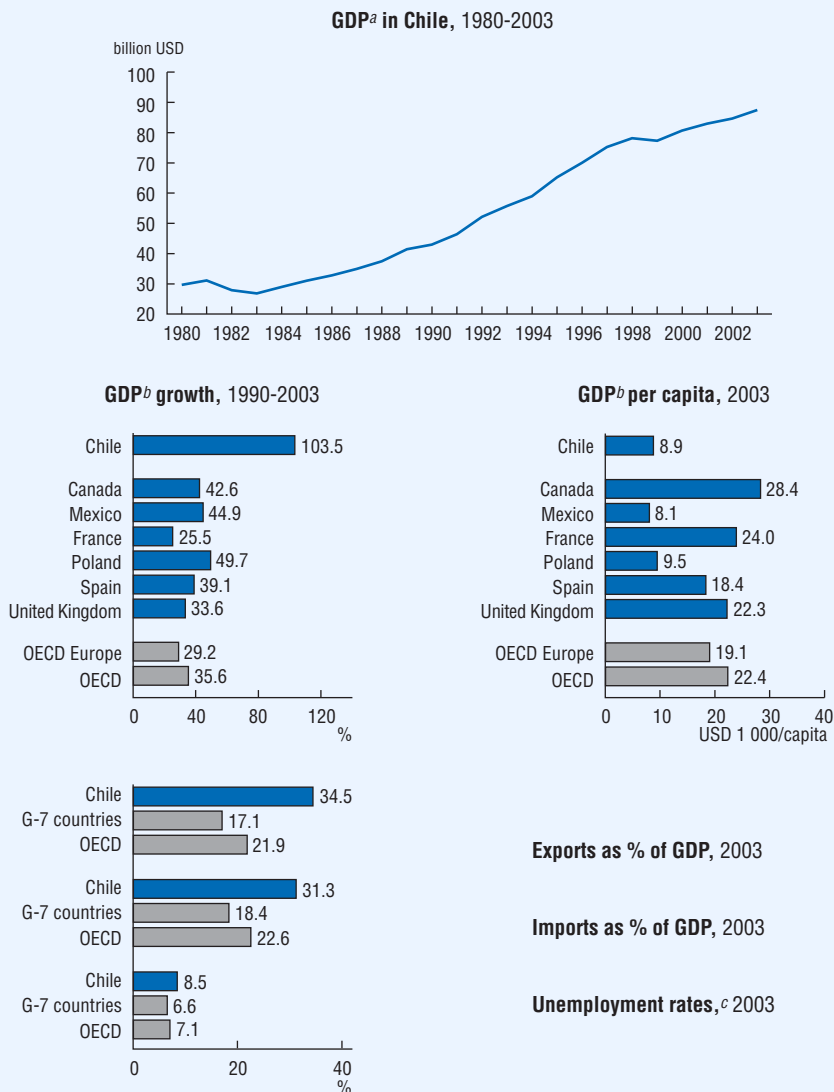 GDPa in Chile, 1980-2003
billion USD
100
90
80
70
60
50
40
30
20
1980 1982 1984 1986 1988 1990 1992 1994 1996 1998 2000 2002
GDPb growth, 1990-2003
Chile 103.5
Canada 42.6
Mexico 44.9
France 25.5
Poland 49.7
Spain 39.1
United Kingdom 33.6
OECD Europe 29.2
OECD 35.6
0 40 80 120
%
GDPb per capita, 2003
Chile 8.9
Canada 28.4
Mexico 8.1
France 24.0
Poland 9.5
Spain 18.4
United Kingdom 22.3
OECD Europe 19.1
OECD 22.4
0 10 20 30 40
USD 1 000/capita
Chile 34.5
G-7 countries 17.1
OECD 21.9
Exports as % of GDP, 2003
Chile 31.3
G-7 countries 18.4
OECD 22.6
Imports as % of GDP, 2003
Chile 8.5
G-7 countries 6.6
OECD 7.1
Unemployment rates,c 2003
0 20 40
%